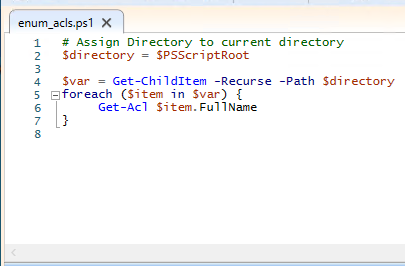 enum_acls.ps1 X
1 # Assign Directory to current directory
2 $directory = $PSScriptRoot
3
4 $var = Get-ChildItem -Recurse -Path $directory
5 foreach ($item in $var) {
6 Get-Acl $item.FullName
7 }
8